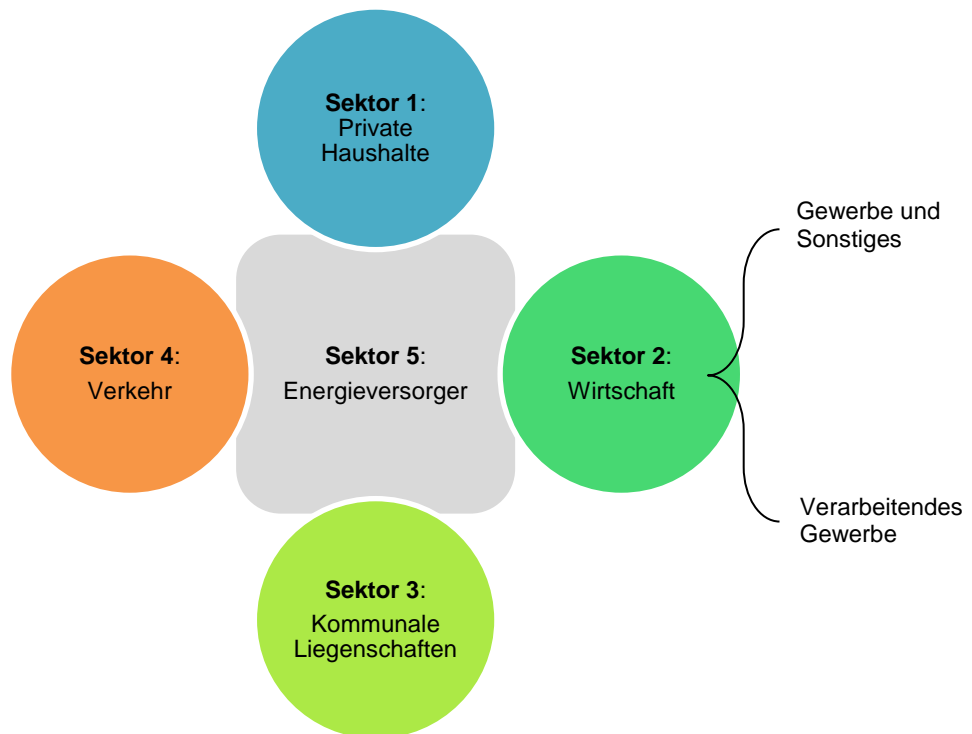 Sektor 1:
Private
Haushalte
Gewerbe und
Sonstiges
Sektor 4:
Verkehr
Sektor 5:
Energieversorger
Sektor 2:
Wirtschaft
Verarbeitendes
Gewerbe
Sektor 3:
Kommunale
Liegenschaften